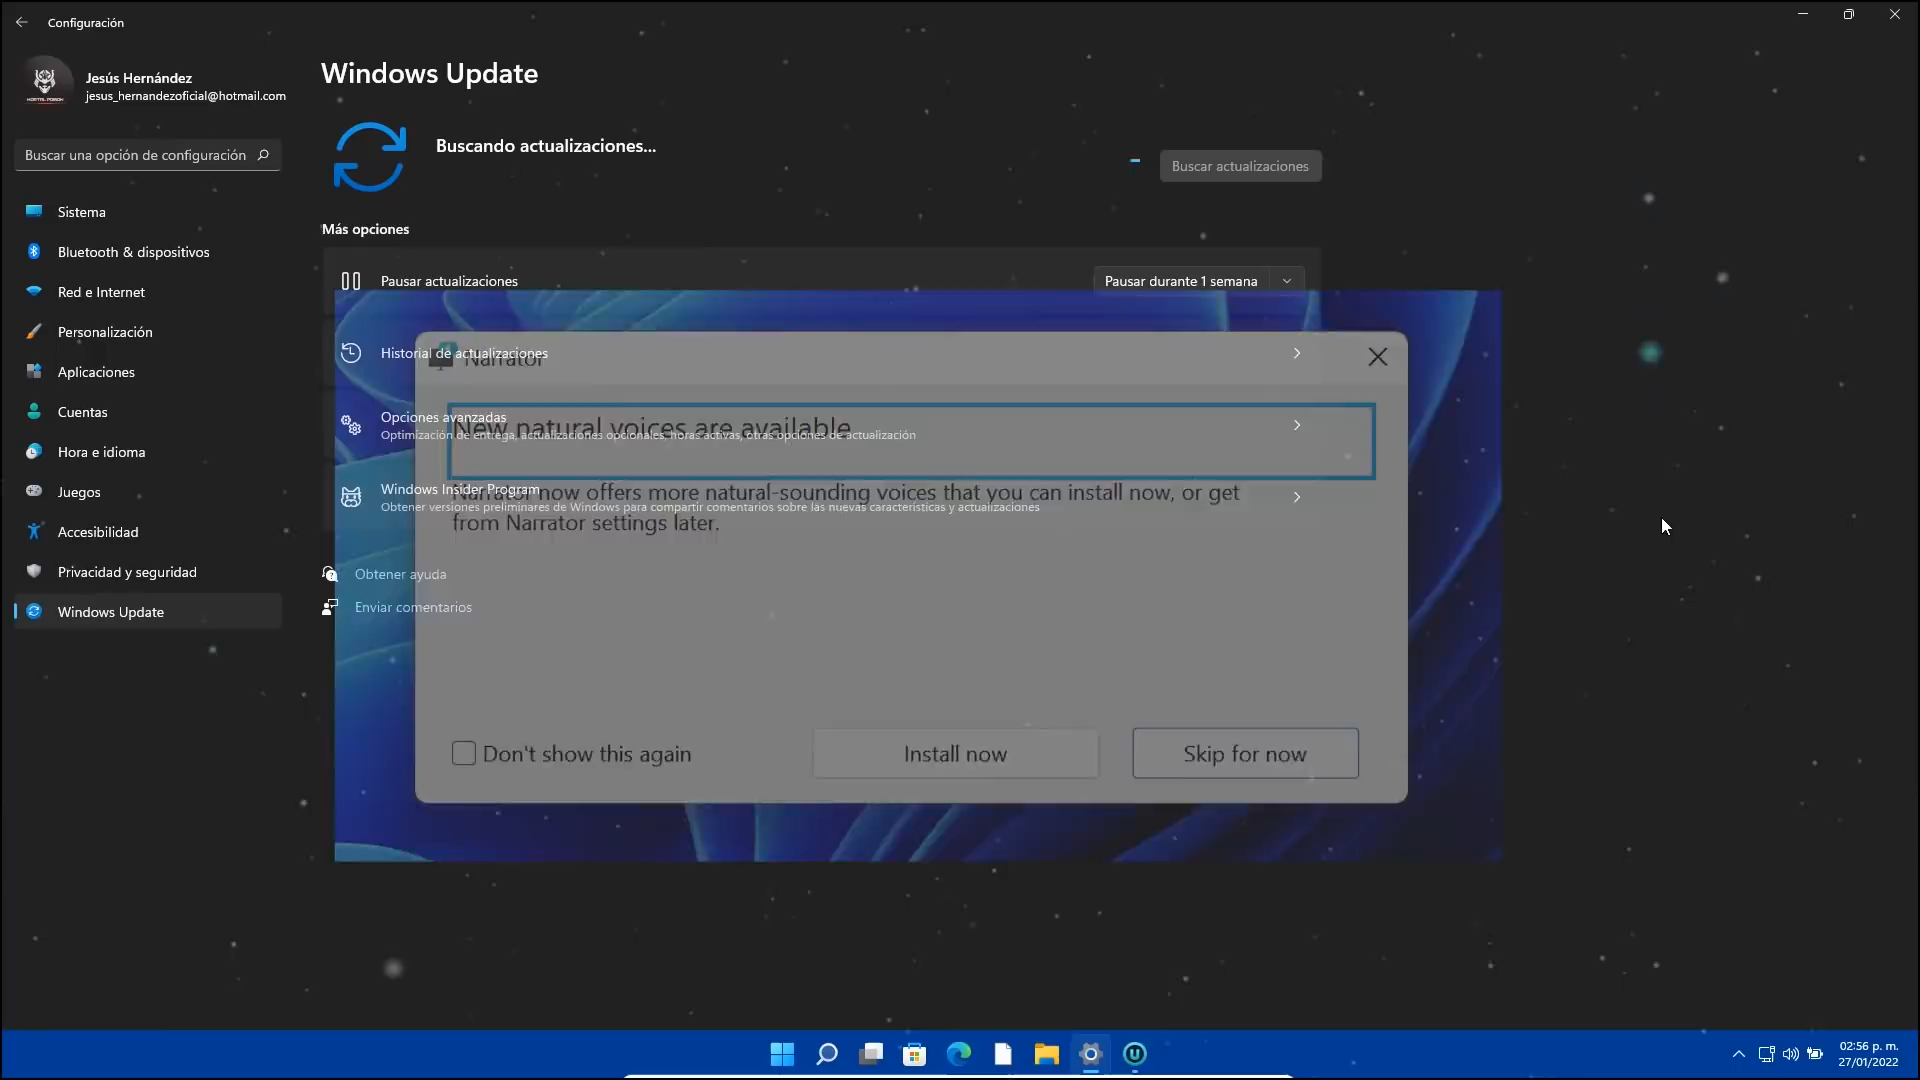 Configuración
Jesús Hernández
jesus_hernandezoficial@hotmail.com
Buscar una opción de configuración
Sistema
Bluetooth & dispositivos
Red e Internet
Personalización
Aplicaciones
Cuentas
Hora e idioma
Juegos
Accesibilidad
Privacidad y seguridad
Windows Update
Windows Update
Buscando actualizaciones...
Buscar actualizaciones
Más opciones
Pausar actualizaciones
Pausar durante 1 semana
Historial de actualizaciones
Opciones avanzadas
Optimización de entrega, actualizaciones opcionales, horas activas, otras opciones de actualización
Windows Insider Program
Obtener versiones preliminares de Windows para compartir comentarios sobre las nuevas características y actualizaciones
Obtener ayuda
Enviar comentarios
Narrator
New natural voices are available
Narrator now offers more natural-sounding voices that you can install now, or get
from Narrator settings later.
Don't show this again
Install now
Skip for now
02:56 p. m.
27/01/2022